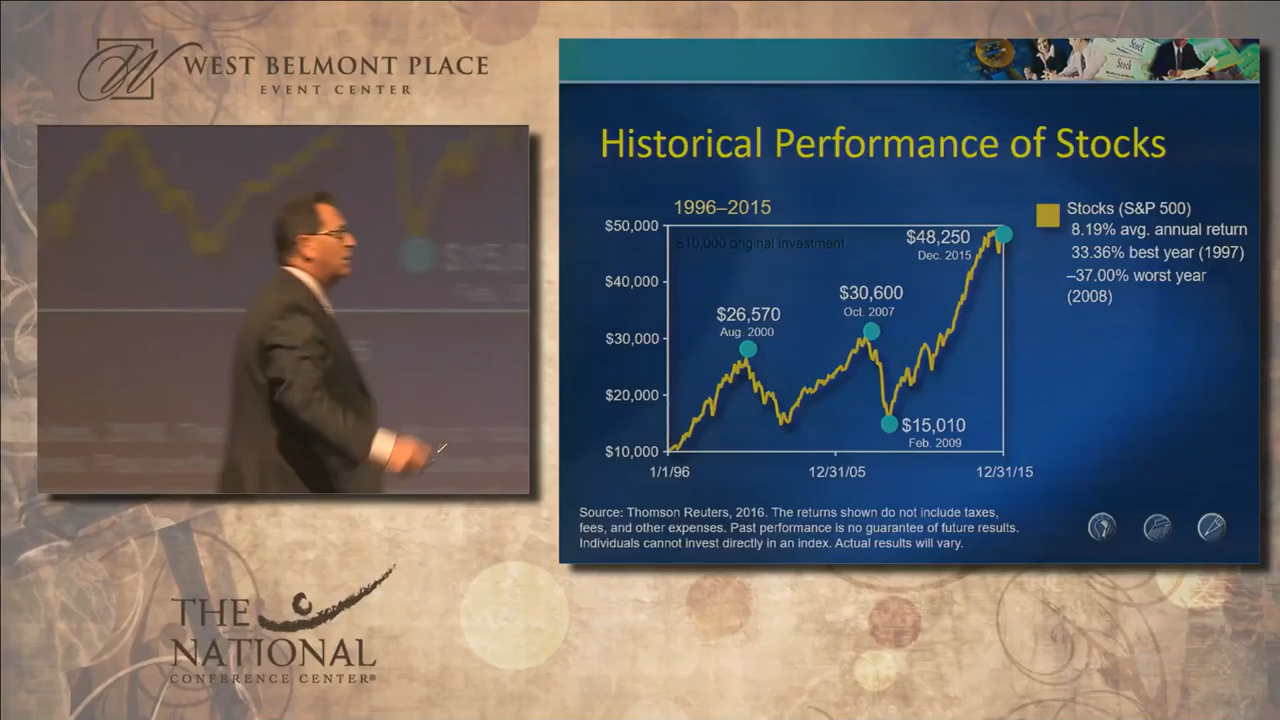 WEST BELMONT PLACE
EVENT CENTER
Historical Performance of Stocks
1996–2015
$50,000
$40,000
$30,000
$20,000
$10,000
$10,000 original investment
$26,570
Aug. 2000
$30,600
Oct. 2007
$48,250
Dec. 2015
$15,010
Feb. 2009
1/1/96
12/31/05
12/31/15
Stocks (S&P 500)
8.19% avg. annual return
33.36% best year (1997)
–37.00% worst year
(2008)
Source: Thomson Reuters, 2016. The returns shown do not include taxes,
fees, and other expenses. Past performance is no guarantee of future results.
Individuals cannot invest directly in an index. Actual results will vary.
Stock
Stock
THE
NATIONAL
CONFERENCE CENTER®